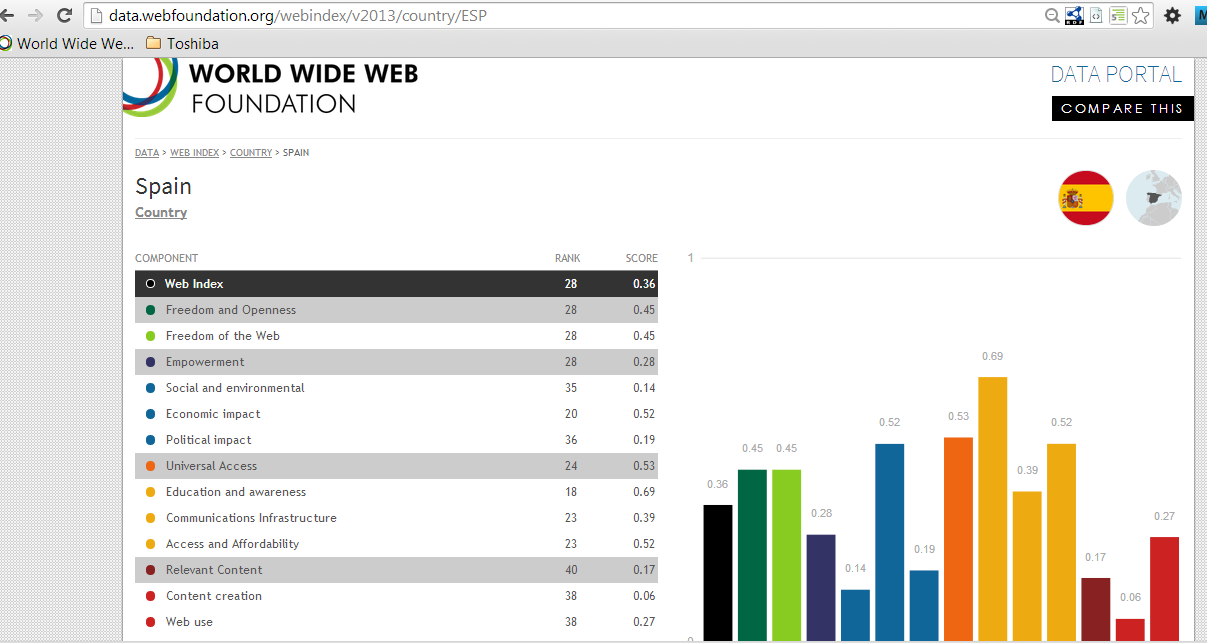 data.webfoundation.org/webindex/v2013/country/ESP
World Wide We... Toshiba
WORLD WIDE WEB
FOUNDATION
DATA PORTAL
COMPARE THIS
DATA > WEB INDEX > COUNTRY > SPAIN
Spain
Country
COMPONENT RANK SCORE
Web Index 28 0.36
Freedom and Openness 28 0.45
Freedom of the Web 28 0.45
Empowerment 28 0.28
Social and environmental 35 0.14
Economic impact 20 0.52
Political impact 36 0.19
Universal Access 24 0.53
Education and awareness 18 0.69
Communications Infrastructure 23 0.39
Access and Affordability 23 0.52
Relevant Content 40 0.17
Content creation 38 0.06
Web use 38 0.27
1
0.36 0.45 0.45 0.28 0.14 0.52 0.19 0.53 0.69 0.39 0.52 0.17 0.06 0.27